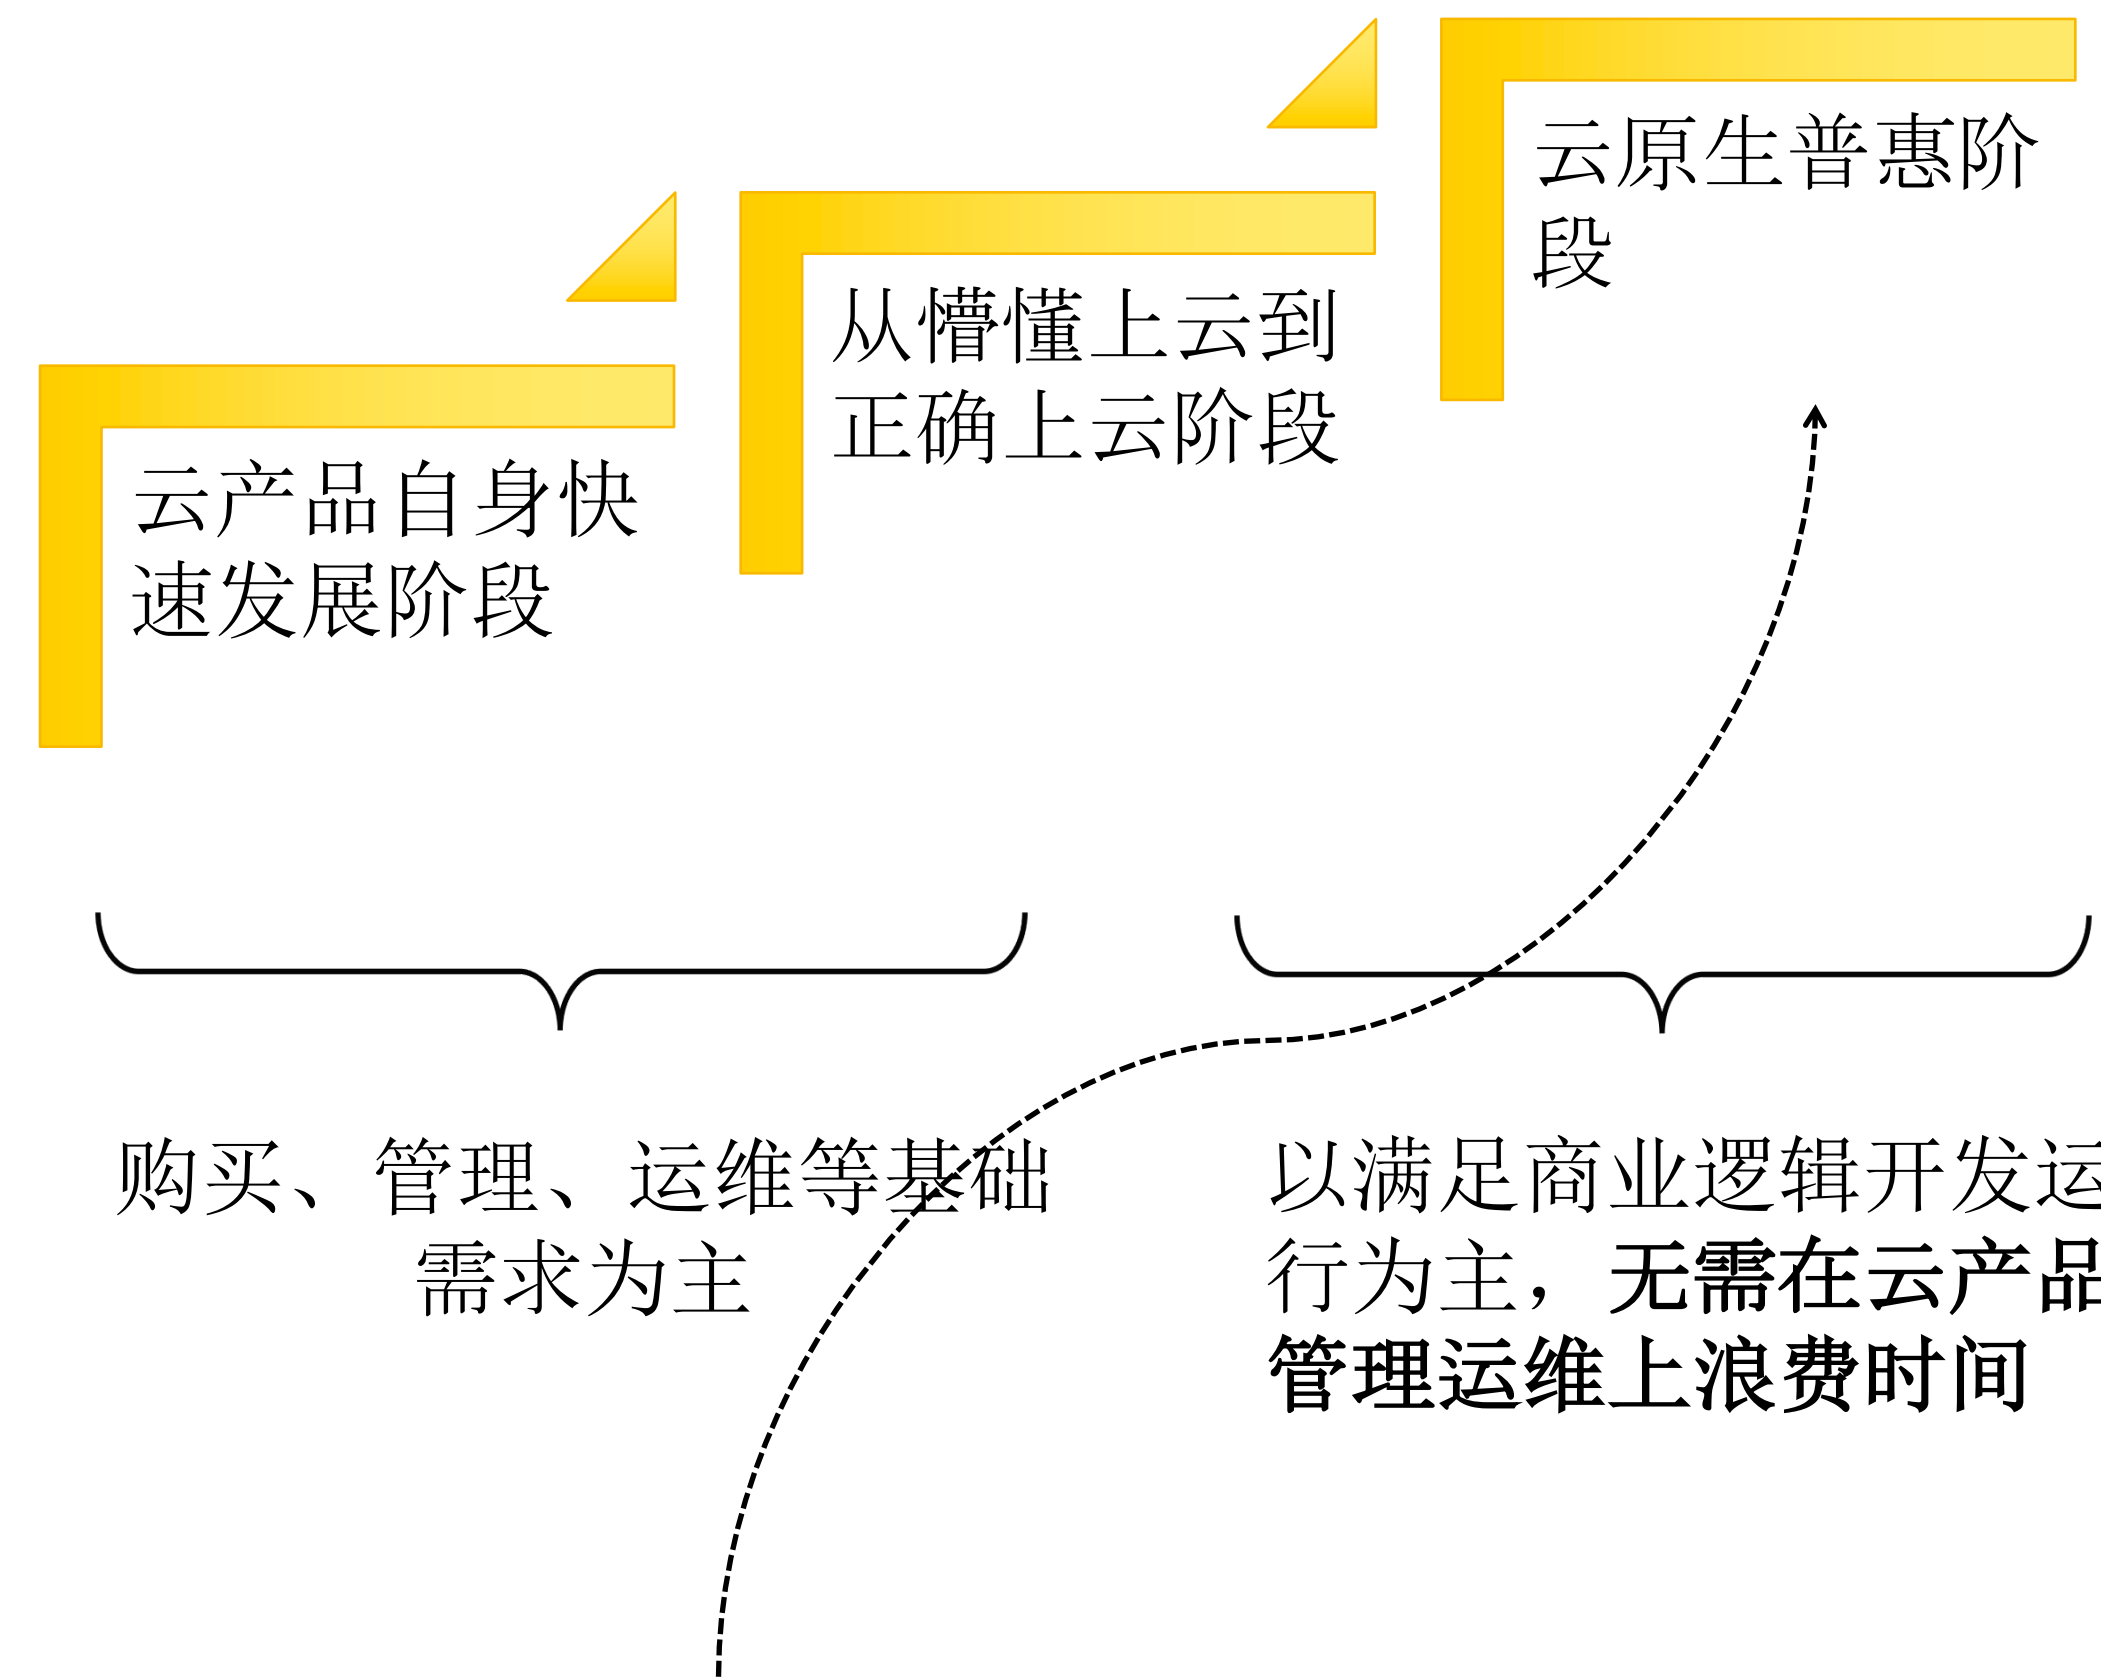 云原生普惠阶
段
从懵懂上云到
正确上云阶段
云产品自身快
速发展阶段
购买、管理、运维等基础
需求为主
以满足商业逻辑开发运
行为主，无需在云产品
管理运维上浪费时间